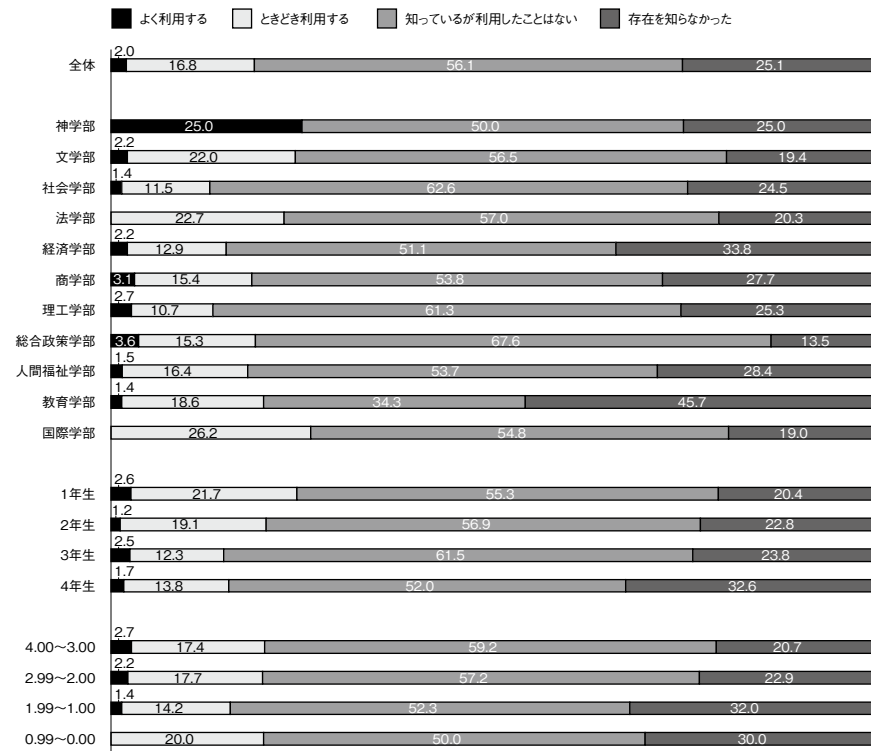 よく利用する ときどき利用する 知っているが利用したことはない 存在を知らなかった
2.0
全体 16.8 56.1 25.1
神学部 25.0 50.0 25.0
2.2
文学部 22.0 56.5 19.4
1.4
社会学部 11.5 62.6 24.5
法学部 22.7 57.0 20.3
2.2
経済学部 12.9 51.1 33.8
商学部 3.1 15.4 53.8 27.7
2.7
理工学部 10.7 61.3 25.3
総合政策学部 3.6 15.3 67.6 13.5
1.5
人間福祉学部 16.4 53.7 28.4
1.4
教育学部 18.6 34.3 45.7
国際学部 26.2 54.8 19.0
2.6
1年生 21.7 55.3 20.4
1.2
2年生 19.1 56.9 22.8
2.5
3年生 12.3 61.5 23.8
1.7
4年生 13.8 52.0 32.6
2.7
4.00〜3.00 17.4 59.2 20.7
2.2
2.99〜2.00 17.7 57.2 22.9
1.4
1.99〜1.00 14.2 52.3 32.0
0.99〜0.00 20.0 50.0 30.0